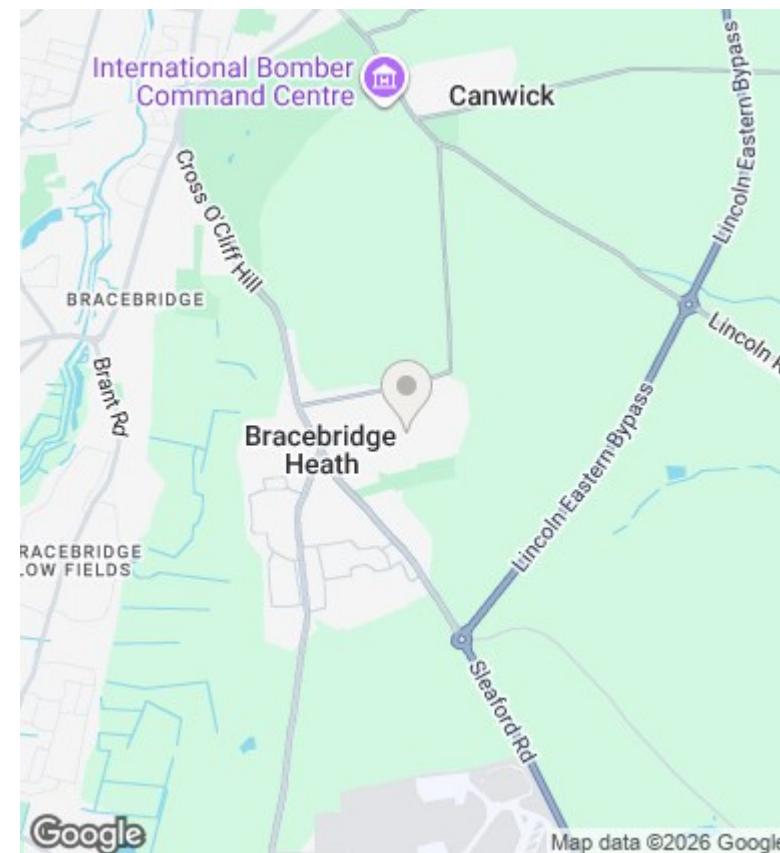 International Bomber
Command Centre
Canwick
Lincoln Eastern Bypass
Cross O'Cliff Hill
BRACEBRIDGE
Lincoln R
Brant Rd
Bracebridge
Heath
Lincoln Eastern Bypass
RACEBRIDGE
LOW FIELDS
Sleaford Rd
Google
Map data ©2026 Google